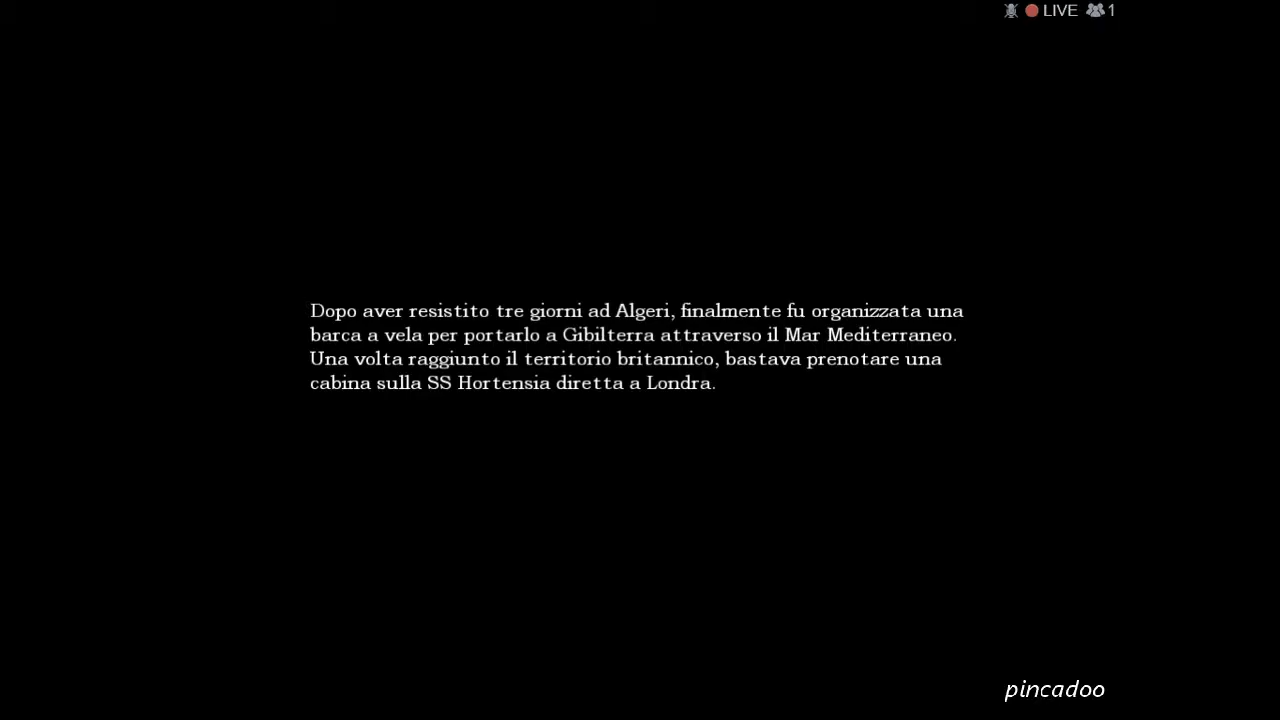 LIVE 1
Dopo aver resistito tre giorni ad Algeri, finalmente fu organizzata una
barca a vela per portarlo a Gibilterra attraverso il Mar Mediterraneo.
Una volta raggiunto il territorio britannico, bastava prenotare una
cabina sulla SS Hortensia diretta a Londra.
pincadoo